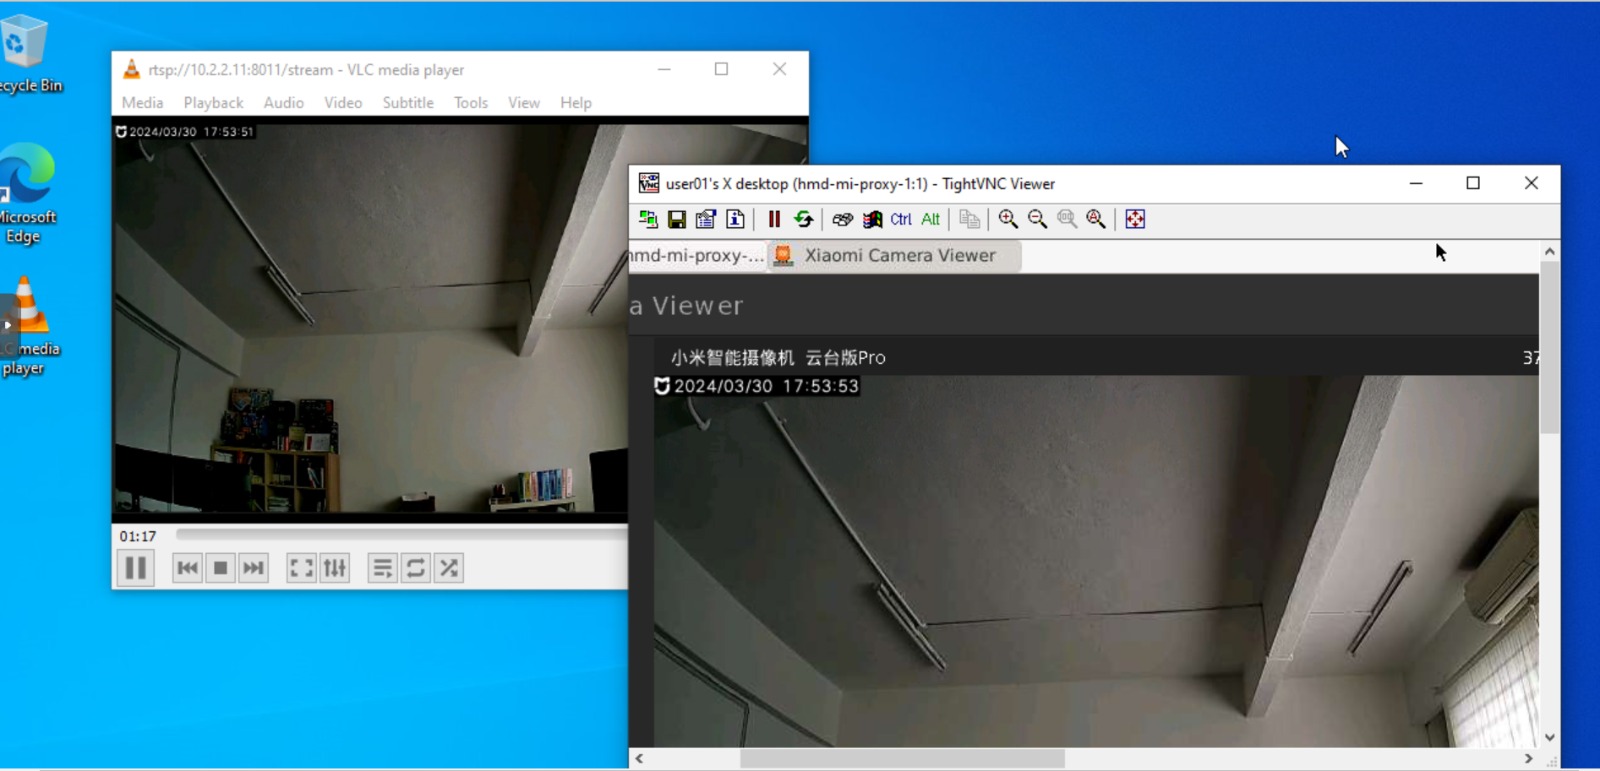 ecycle Bin
Microsoft
Edge
media
player
rtsp://10.2.2.11:8011/stream - VLC media player
Media Playback Audio Video Subtitle Tools View Help
2024/03/30 17:53:51
01:17
user01's X desktop (hmd-mi-proxy-1:1) - TightVNC Viewer
Ctrl Alt
hmd-mi-proxy-... Xiaomi Camera Viewer
a Viewer
小米智能摄像机 云台版Pro 37
2024/03/30 17:53:53